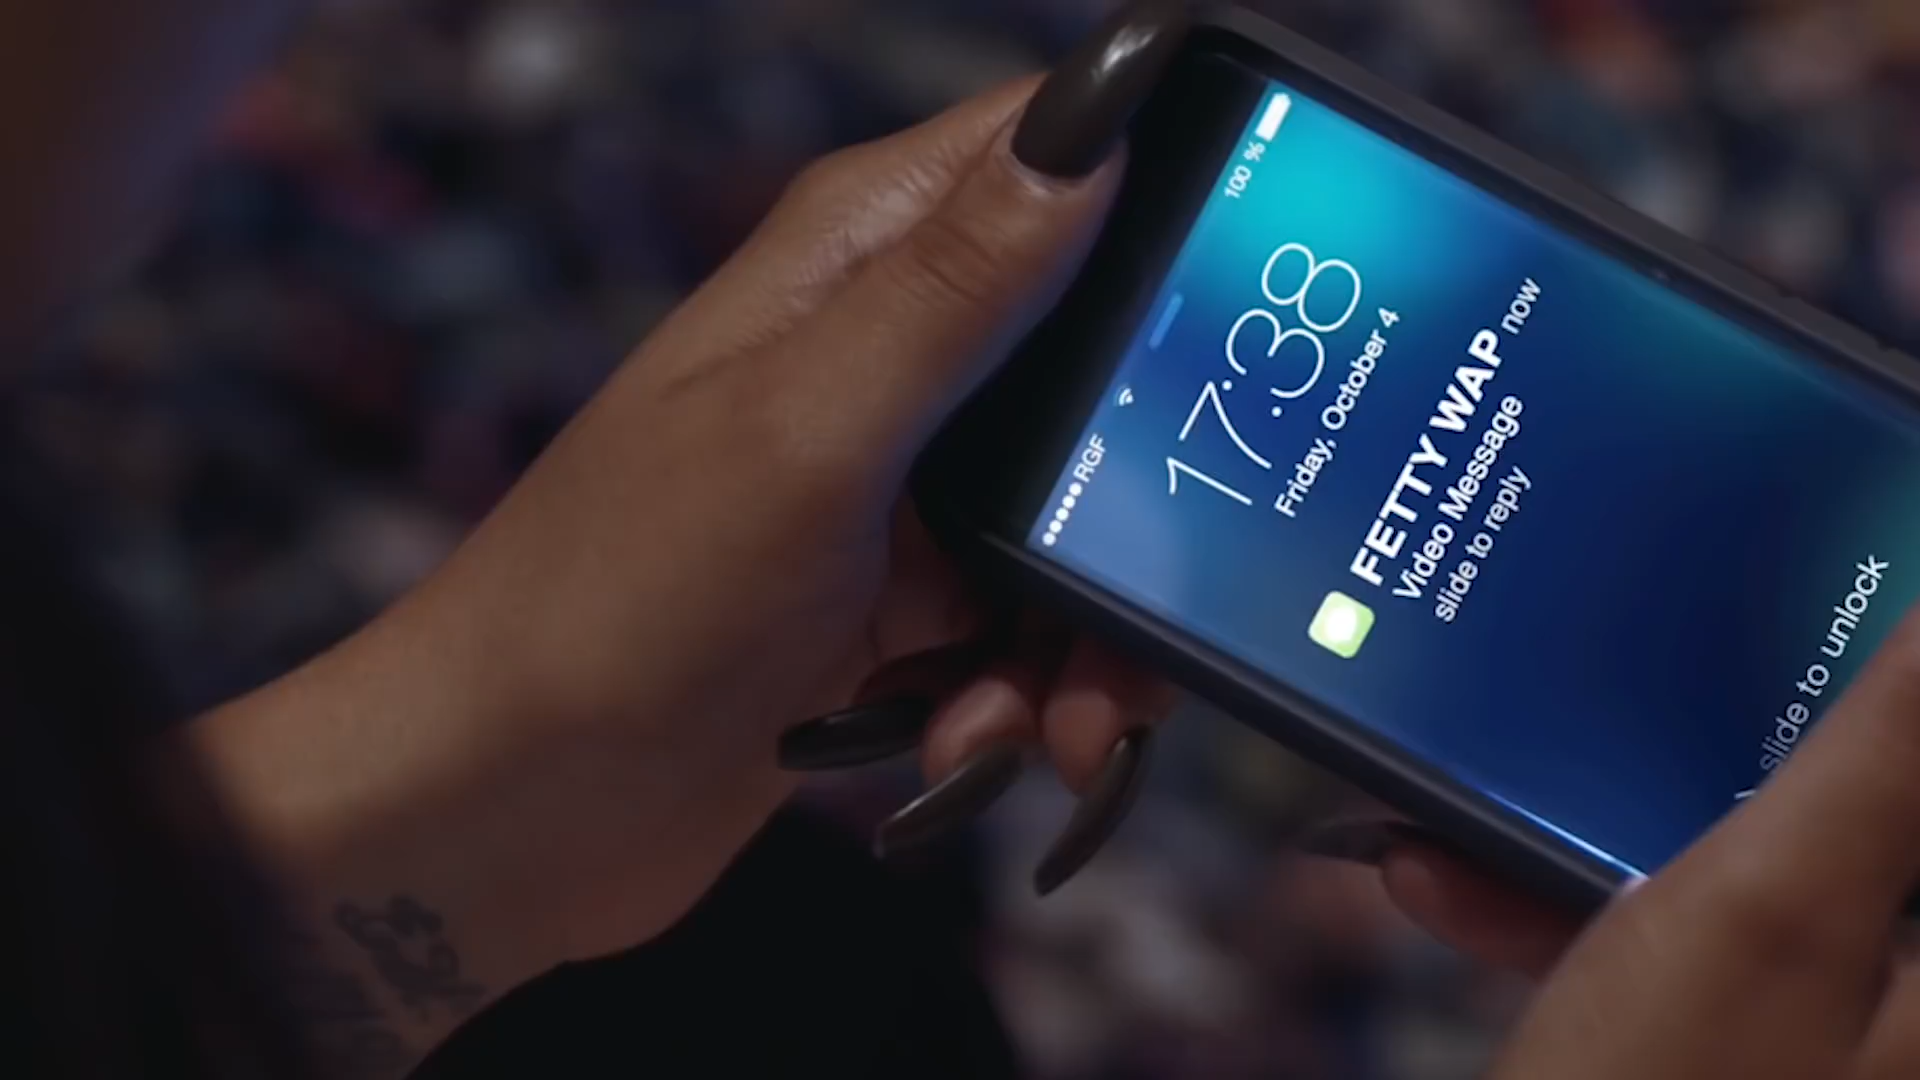 RGF
100 %
17:38
Friday, October 4
FETTY WAP now
Video Message
slide to reply
slide to unlock